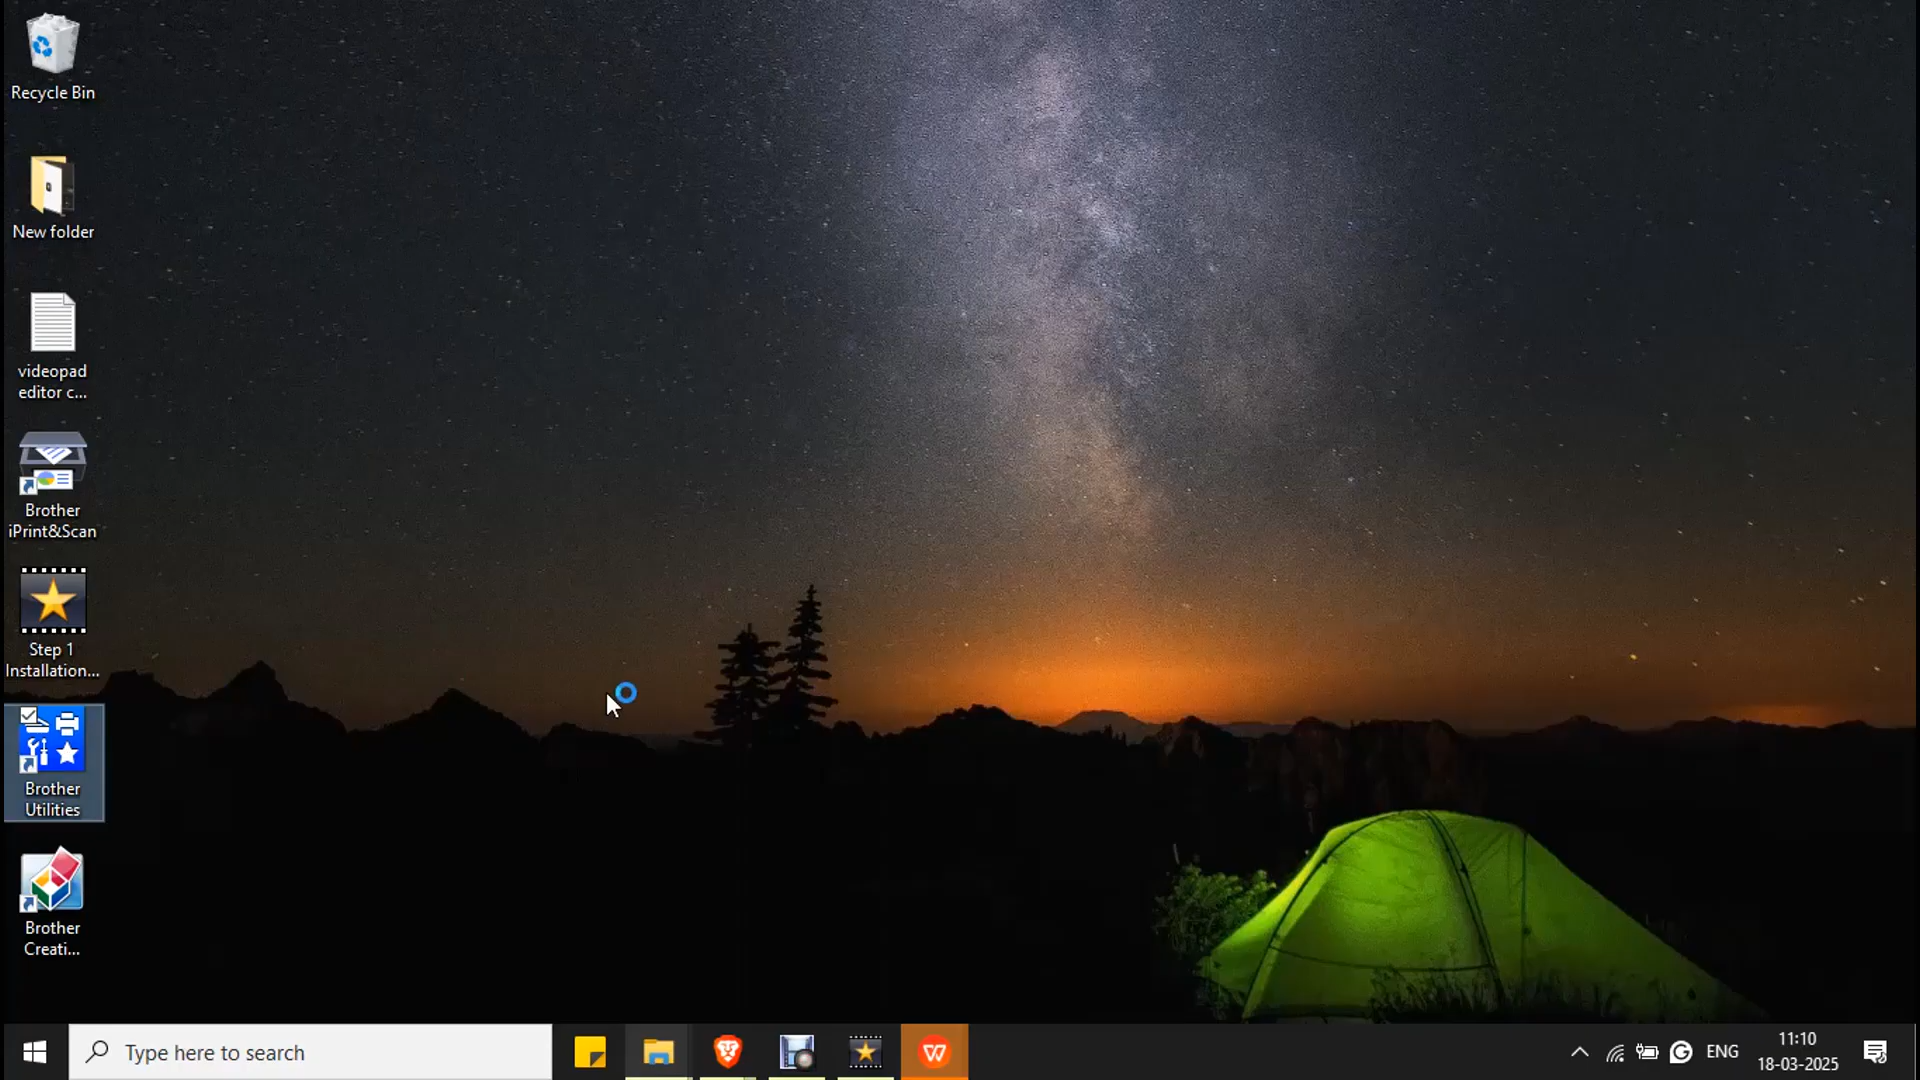 Recycle Bin
New folder
videopad
editor c...
Brother
iPrint&Scan
Step 1
Installation...
Brother
Utilities
Brother
Creati...
Type here to search
ENG
11:10
18-03-2025